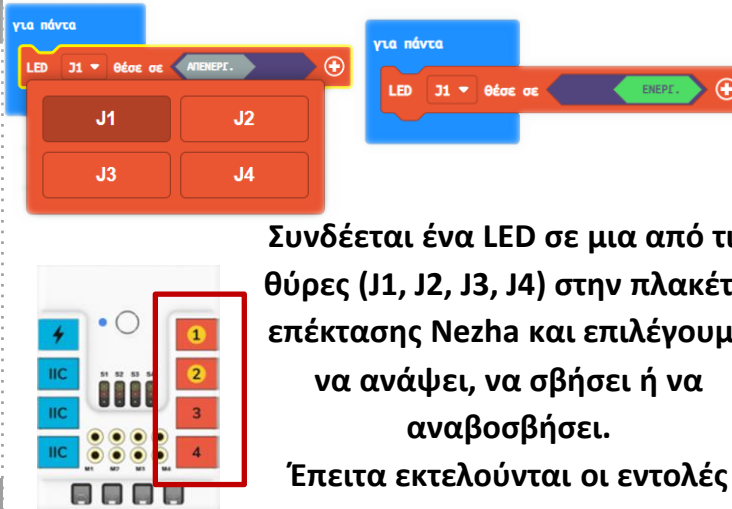 για πάντα
LED J1 θέσε σε ΑΠΕΝΕΡΓ.
J1 J2
J3 J4
για πάντα
LED J1 θέσε σε ΕΝΕΡΓ.
Συνδέεται ένα LED σε μια από τι
θύρες (J1, J2, J3, J4) στην πλακέτ
επέκτασης Nezha και επιλέγουμ
να ανάψει, να σβήσει ή να
αναβοσβήσει.
Έπειτα εκτελούνται οι εντολές
1
IIC S1 S2 S3 S4 2
IIC 3
IIC 4
M1 M2 M3 M4